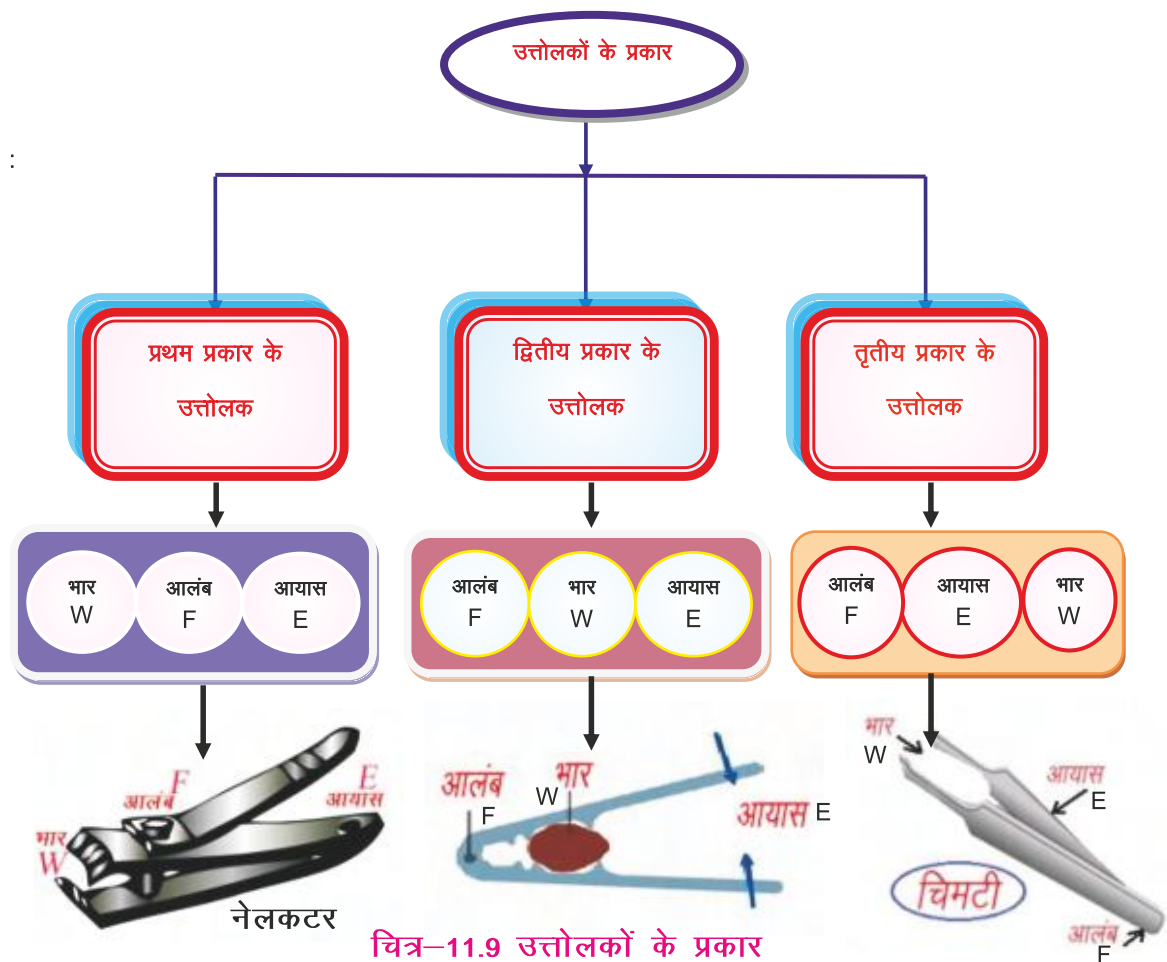 उत्तोलकों के प्रकार
:
प्रथम प्रकार के
उत्तोलक
द्वितीय प्रकार के
उत्तोलक
तृतीय प्रकार के
उत्तोलक
भार
W
आलंब
F
आयास
E
आलंब
F
भार
W
आयास
E
आलंब
F
आयास
E
भार
W
F
आलंब
E
आयास
भार
W
नेलकटर
आलंब
F
भार
W
आयास E
भार
W
आयास
E
चिमटी
आलंब
F
चित्र–11.9 उत्तोलकों के प्रकार